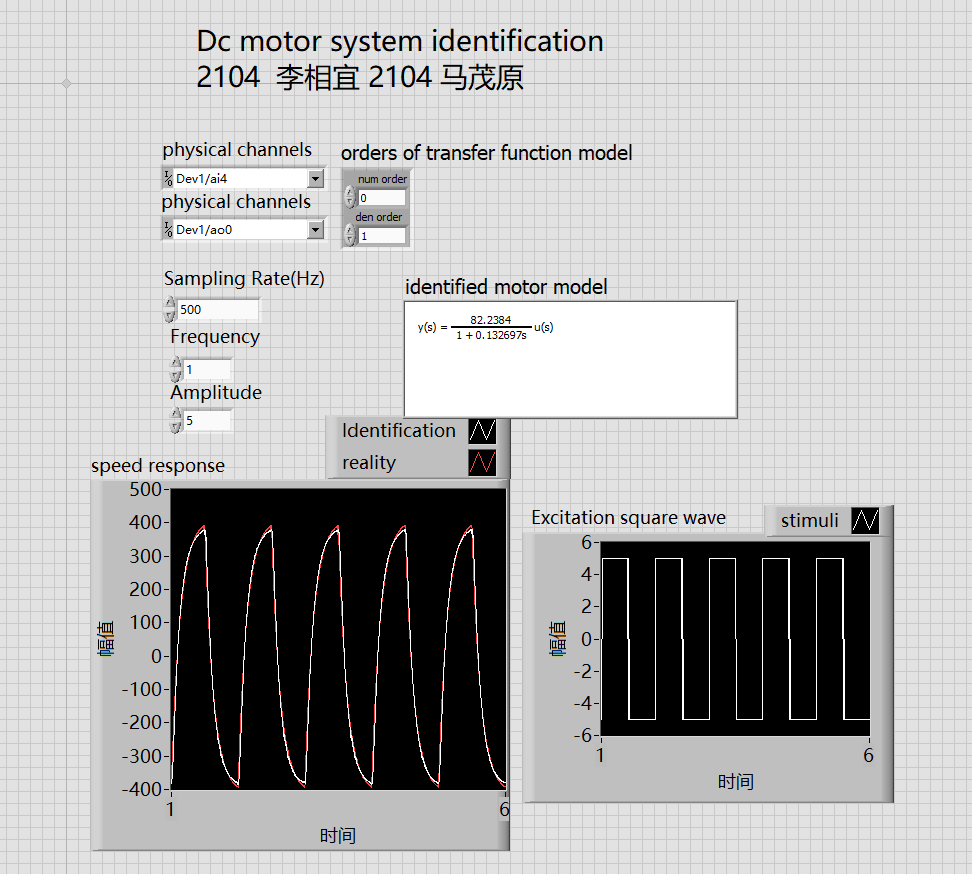 Dc motor system identification
2104 李相宜 2104 马茂原
physical channels
Dev1/ai4
physical channels
Dev1/ao0
orders of transfer function model
num order
0
den order
1
Sampling Rate(Hz)
500
Frequency
1
Amplitude
5
identified motor model
y(s) = 82.2384 / 1+0.132697s u(s)
Identification
reality
speed response
500
400
300
200
100
0
-100
-200
-300
-400
幅值
1
6
时间
Excitation square wave
stimuli
6
4
2
0
-2
-4
-6
幅值
1
6
时间